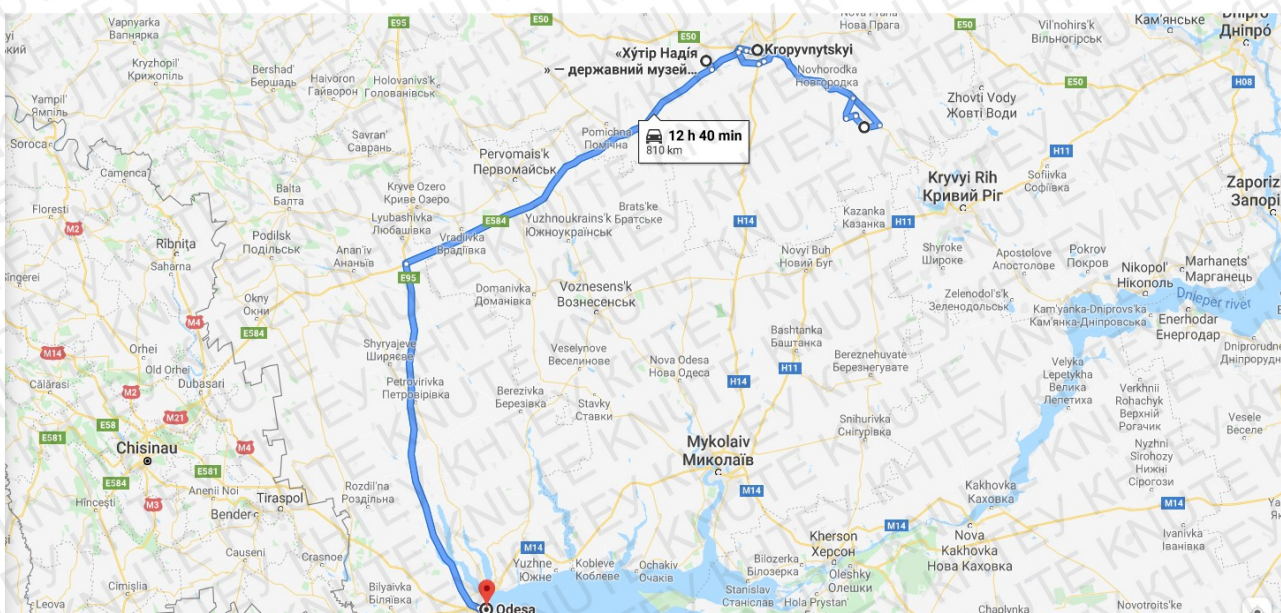 Vapnyarka
Вапнярка
E95
E50
Nova Praha
Нова Прага
Vil'nohirs'k
Вільногірськ
Кам'янське
Dnipro
Дніпро́
E50
Kryzhopil'
Крижопіль
Bershad'
Бершадь
Haivoron
Гайворон
Holovanivs'k
Голованівськ
«Ху́тір Надія
» — державний музей...
Kropyvnytskyi
Novhorodka
Новгородка
E50
H08
Yampil'
Ямпіль
Soroca
Savran'
Саврань
Pomichna
Помічна
12 h 40 min
810 km
Zhovti Vody
Жовті Води
Camenca
Pervomais'k
Первомайськ
H11
Floresti
Balta
Балта
Kryve Ozero
Криве Озеро
Kryvyi Rih
Кривий Ріг
Sofiivka
Софіївка
Zaporiz
Запорі
M2
Ribnița
Podilsk
Подільськ
Lyubashivka
Любашівка
E584
Yuzhnoukrains'k
Южноукраїнськ
Brats'ke
Братське
H14
Kazanka
Казанка
H11
Saharna
Anan'iv
Ананьїв
Vradiivka
Врадіївка
Novyi Buh
Новий Буг
Shyroke
Широке
Apostolove
Апостолове
Pokrov
Покров
Nikopol'
Нікополь
Marhanets'
Марганець
Sîngerei
E95
Okny
Окни
Domanivka
Доманівка
Voznesens'k
Вознесенськ
Zelenodol's'k
Зеленодольськ
Kam'yanka-Dniprovs'ka
Кам'янка-Дніпровська
Dnieper river
Enerhodar
Енергодар
M4
E584
M14
Orhei
Old Orhei
Shyryajeve
Ширяєве
Veselynove
Веселинове
Nova Odesa
Нова Одеса
Bashtanka
Баштанка
H11
Bereznehuvate
Березнегувате
Velyka
Lepetykha
Велика
Лепетиха
Dniprorudne
Дніпрорудн
Călărasi
M2
Dubasari
Petrovirivka
Петровірівка
Berezivka
Березівка
Stavky
Ставки
H14
Verkhnii
Rohachyk
Верхній
Рогачик
Vesele
Веселе
M21
E58
E581
Chisinau
M4
E581
E584
Snihurivka
Снігурівка
Mykolaiv
Миколаїв
Nyzhni
Sirohozy
Нижні
Сірогози
Hîncești
M3
Anenii Noi
Tiraspol
Bender
Rozdil'na
Роздільна
M14
Kakhovka
Каховка
M14
Causeni
Crasnoe
M14
Yuzhne
Южне
Kobleve
Коблеве
Ochakiv
Очаків
Kherson
Херсон
M14
Nova
Kakhovka
Нова Каховка
Ivanivka
Іванівка
Cimișlia
Bilyaivka
Біляївка
Bilozerka
Білозерка
Oleshky
Олешки
Leova
Odesa
Stanislav
Станіслав
Hola Prystan'
Chaplynka
Novotroits'ke